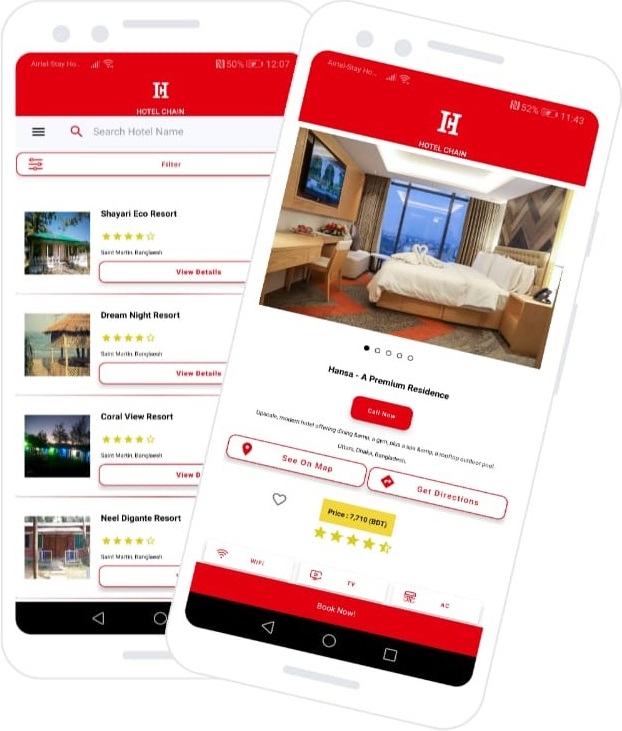 Airtel-Stay Ho..
50%
12:07
HOTEL CHAIN
Search Hotel Name
Filter
Shayari Eco Resort
Saint Martin, Bangladesh
View Details
Dream Night Resort
Saint Martin, Bangladesh
View Details
Coral View Resort
Saint Martin, Bangladesh
View D
Neel Digante Resort
Saint Martin, Bangladesh
Airtel-Stay Ho..
52%
11:43
HOTEL CHAIN
Hansa - A Premium Residence
Call Now
Upscale, modern hotel offering dining &amp, a gym, plus a spa &amp, a rooftop outdoor pool.
Uttara, Dhaka, Bangladesh.
See On Map
Get Directions
Price : 7,710 (BDT)
WiFi
TV
AC
Book Now!